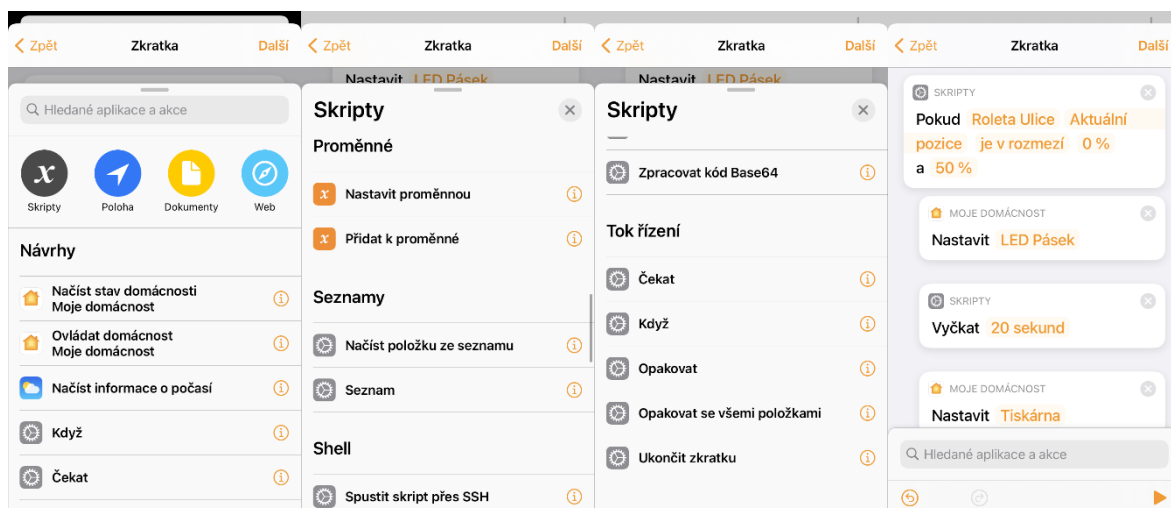 Zpět
Zkratka
Další
Hledané aplikace a akce
Skripty
Poloha
Dokumenty
Web
Návrhy
Načíst stav domácnosti
Moje domácnost
Ovládat domácnost
Moje domácnost
Načíst informace o počasí
Když
Čekat
Zpět
Zkratka
Další
Nastavit LED Pásek
Skripty
Proměnné
Nastavit proměnnou
Přidat k proměnné
Seznamy
Načíst položku ze seznamu
Seznam
Shell
Spustit skript přes SSH
Zpět
Zkratka
Další
Nastavit LED Pásek
Skripty
Zpracovat kód Base64
Tok řízení
Čekat
Když
Opakovat
Opakovat se všemi položkami
Ukončit zkratku
Zpět
Zkratka
Další
SKRIPTY
Pokud Roleta Ulice Aktuální
pozice je v rozmezí 0 %
a 50 %
MOJE DOMÁCNOST
Nastavit LED Pásek
SKRIPTY
Vyčkat 20 sekund
MOJE DOMÁCNOST
Nastavit Tiskárna
Hledané aplikace a akce